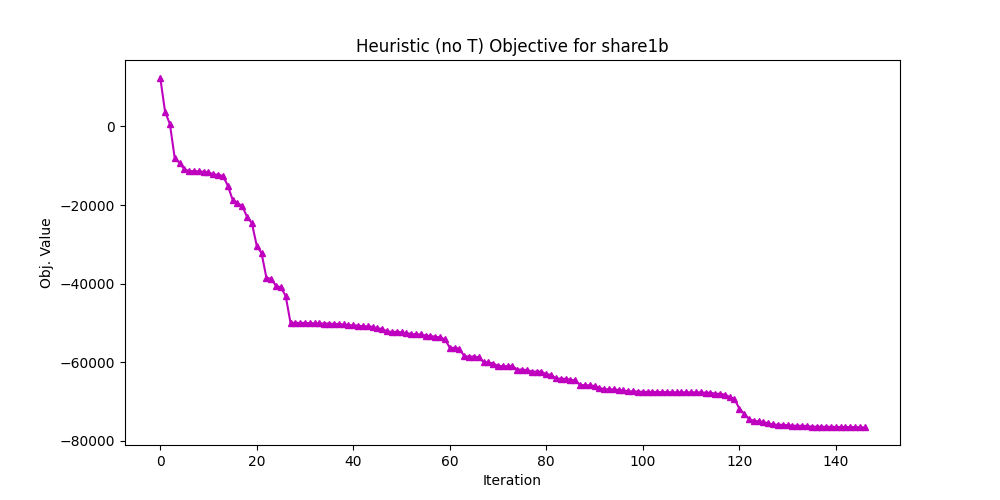 Heuristic (no T) Objective for share1b
Obj. Value
0
−20000
−40000
−60000
−80000
0 20 40 60 80 100 120 140
Iteration